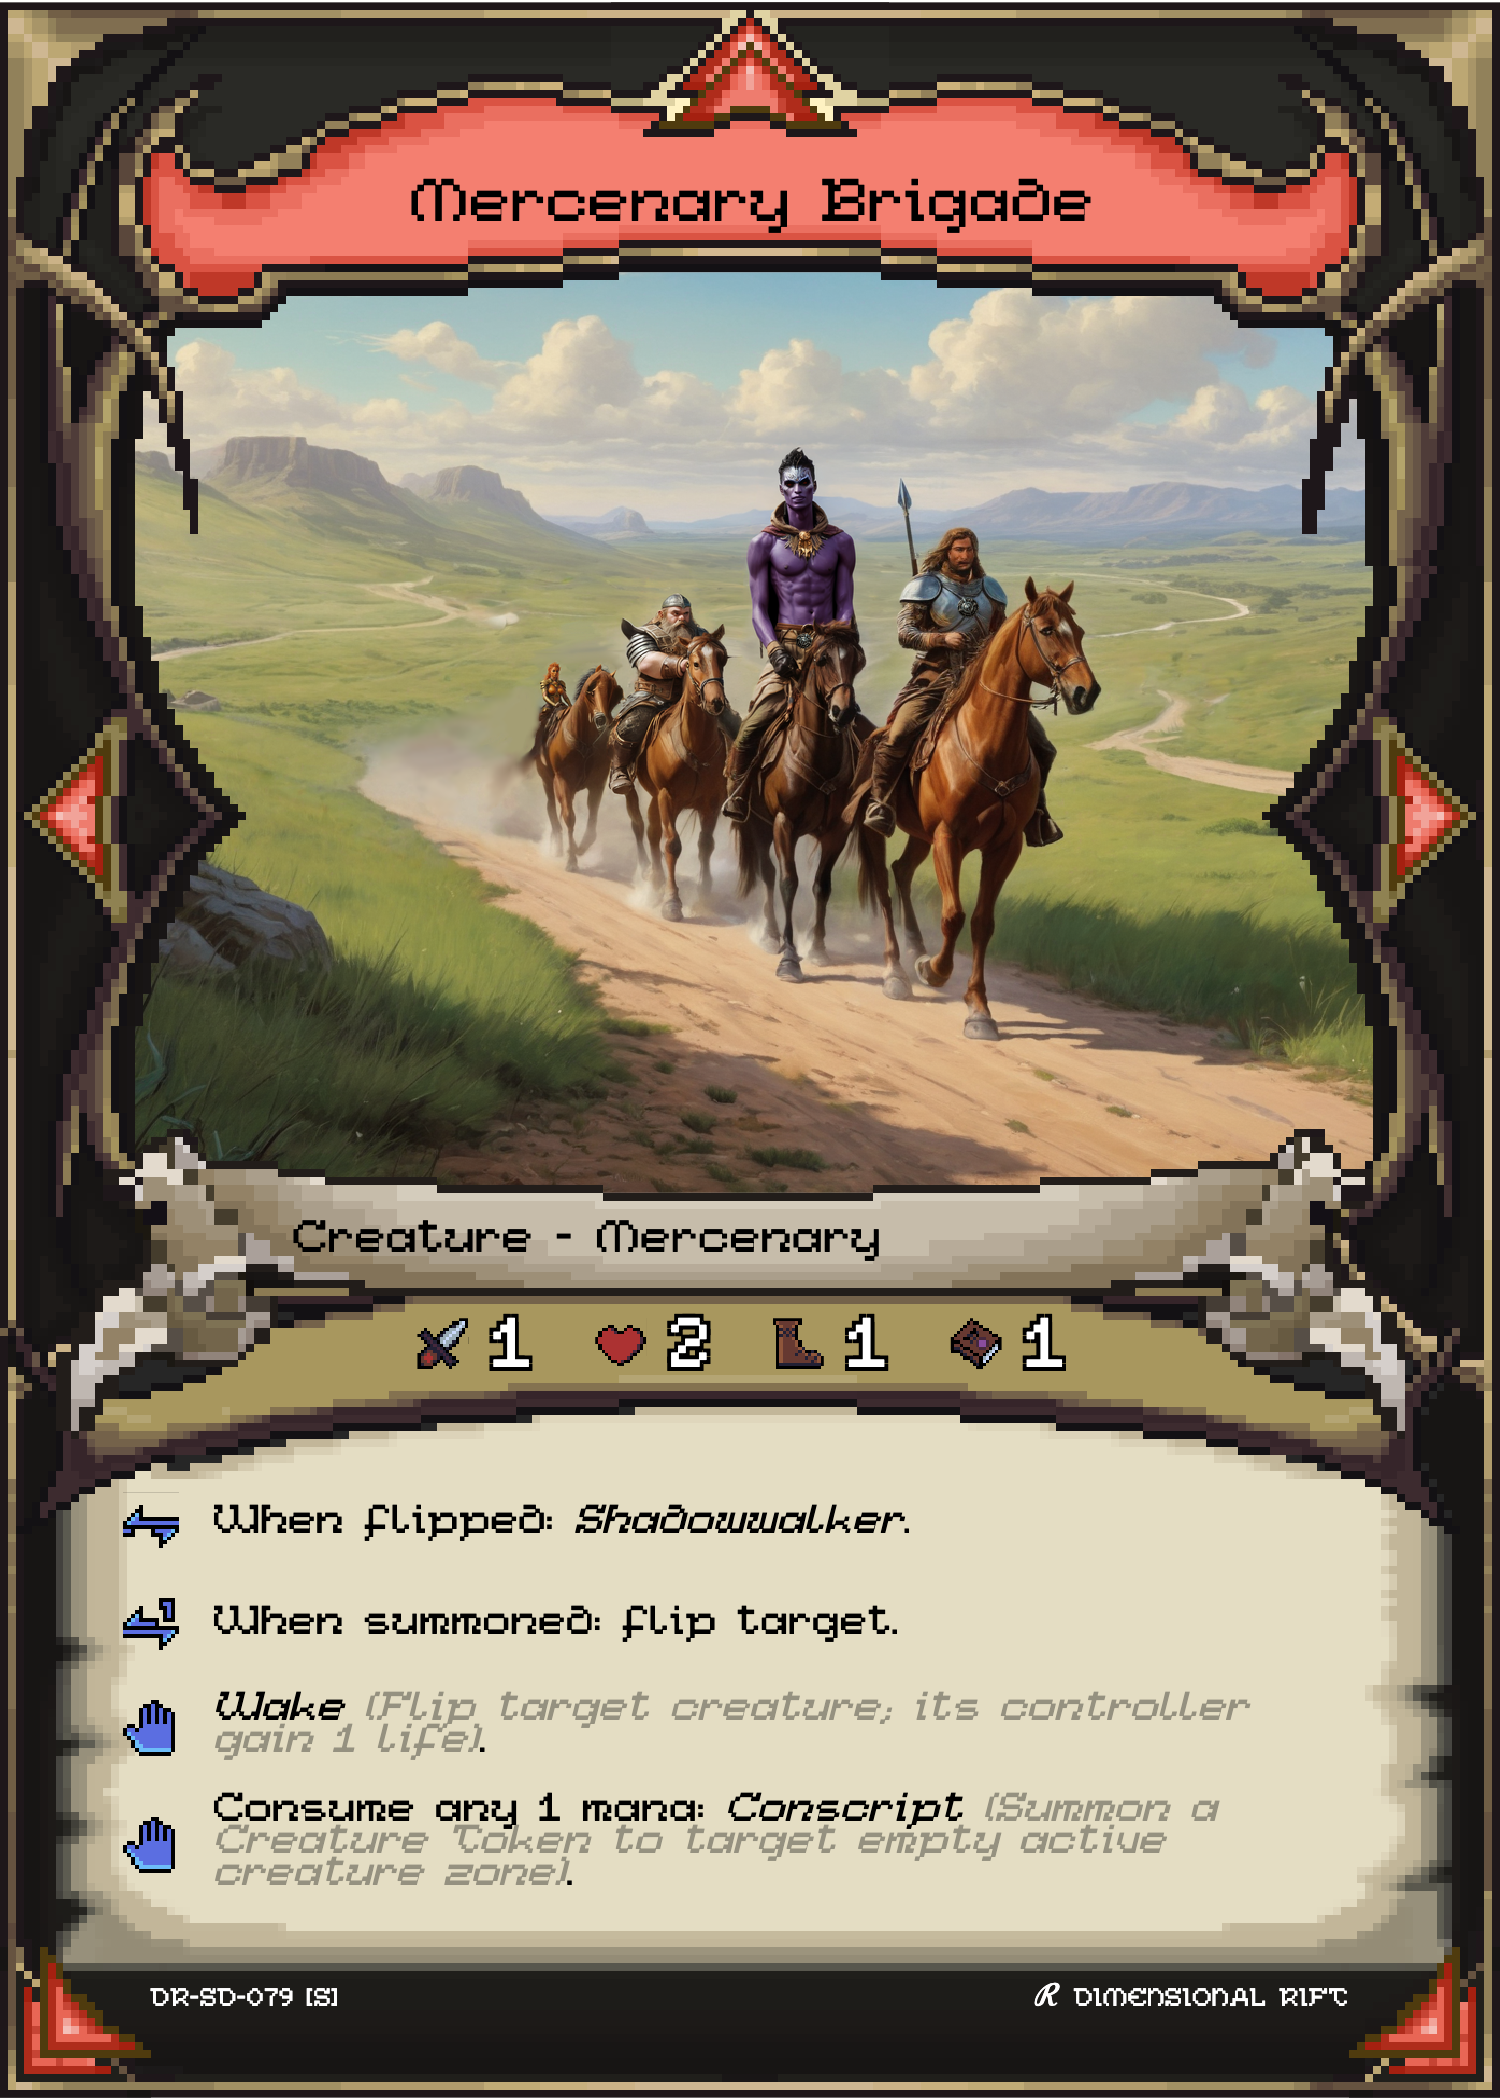 Mercenary Brigade
Creature - Mercenary
1 2 1 1
When flipped: Shadowwalker.
When summoned: flip target.
Wake (Flip target creature; its controller
gain 1 life).
Consume any 1 mana: Conscript (Summon a
Creature Token to target empty active
creature zone).
DR-SD-079 [S]
R DIMENSIONAL RIFT